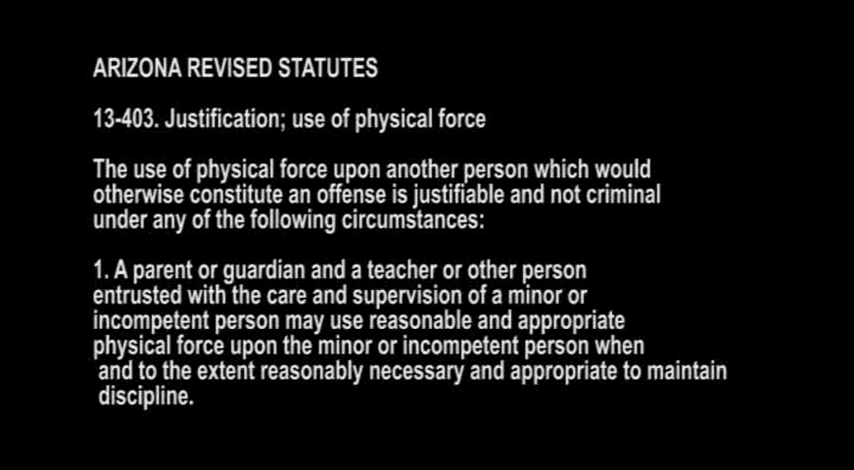 ARIZONA REVISED STATUTES
13-403. Justification; use of physical force
The use of physical force upon another person which would
otherwise constitute an offense is justifiable and not criminal
under any of the following circumstances:
1. A parent or guardian and a teacher or other person
entrusted with the care and supervision of a minor or
incompetent person may use reasonable and appropriate
physical force upon the minor or incompetent person when
and to the extent reasonably necessary and appropriate to maintain
discipline.